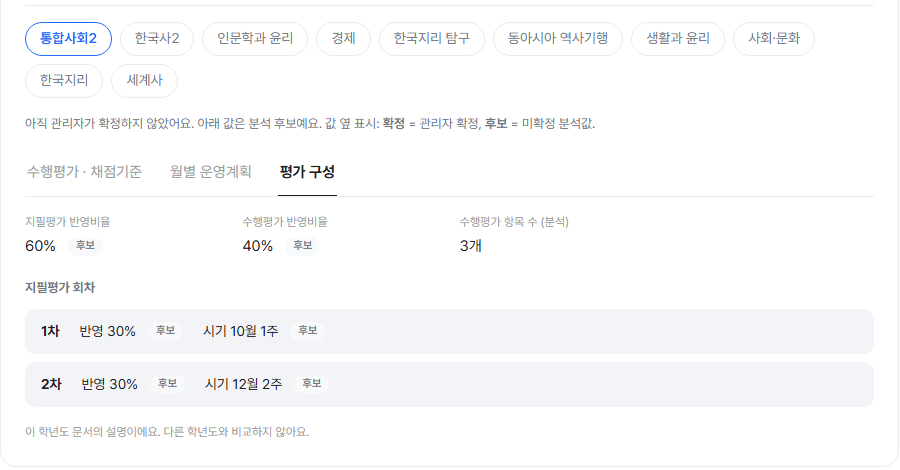 통합사회2 한국사2 인문학과 윤리 경제 한국지리 탐구 동아시아 역사기행 생활과 윤리 사회·문화
한국지리 세계사
아직 관리자가 확정하지 않았어요. 아래 값은 분석 후보예요. 값 옆 표시: 확정 = 관리자 확정, 후보 = 미확정 분석값.
수행평가 · 채점기준 월별 운영계획 평가 구성
지필평가 반영비율 수행평가 반영비율 수행평가 항목 수 (분석)
60% 후보 40% 후보 3개
지필평가 회차
1차 반영 30% 후보 시기 10월 1주 후보
2차 반영 30% 후보 시기 12월 2주 후보
이 학년도 문서의 설명이에요. 다른 학년도와 비교하지 않아요.